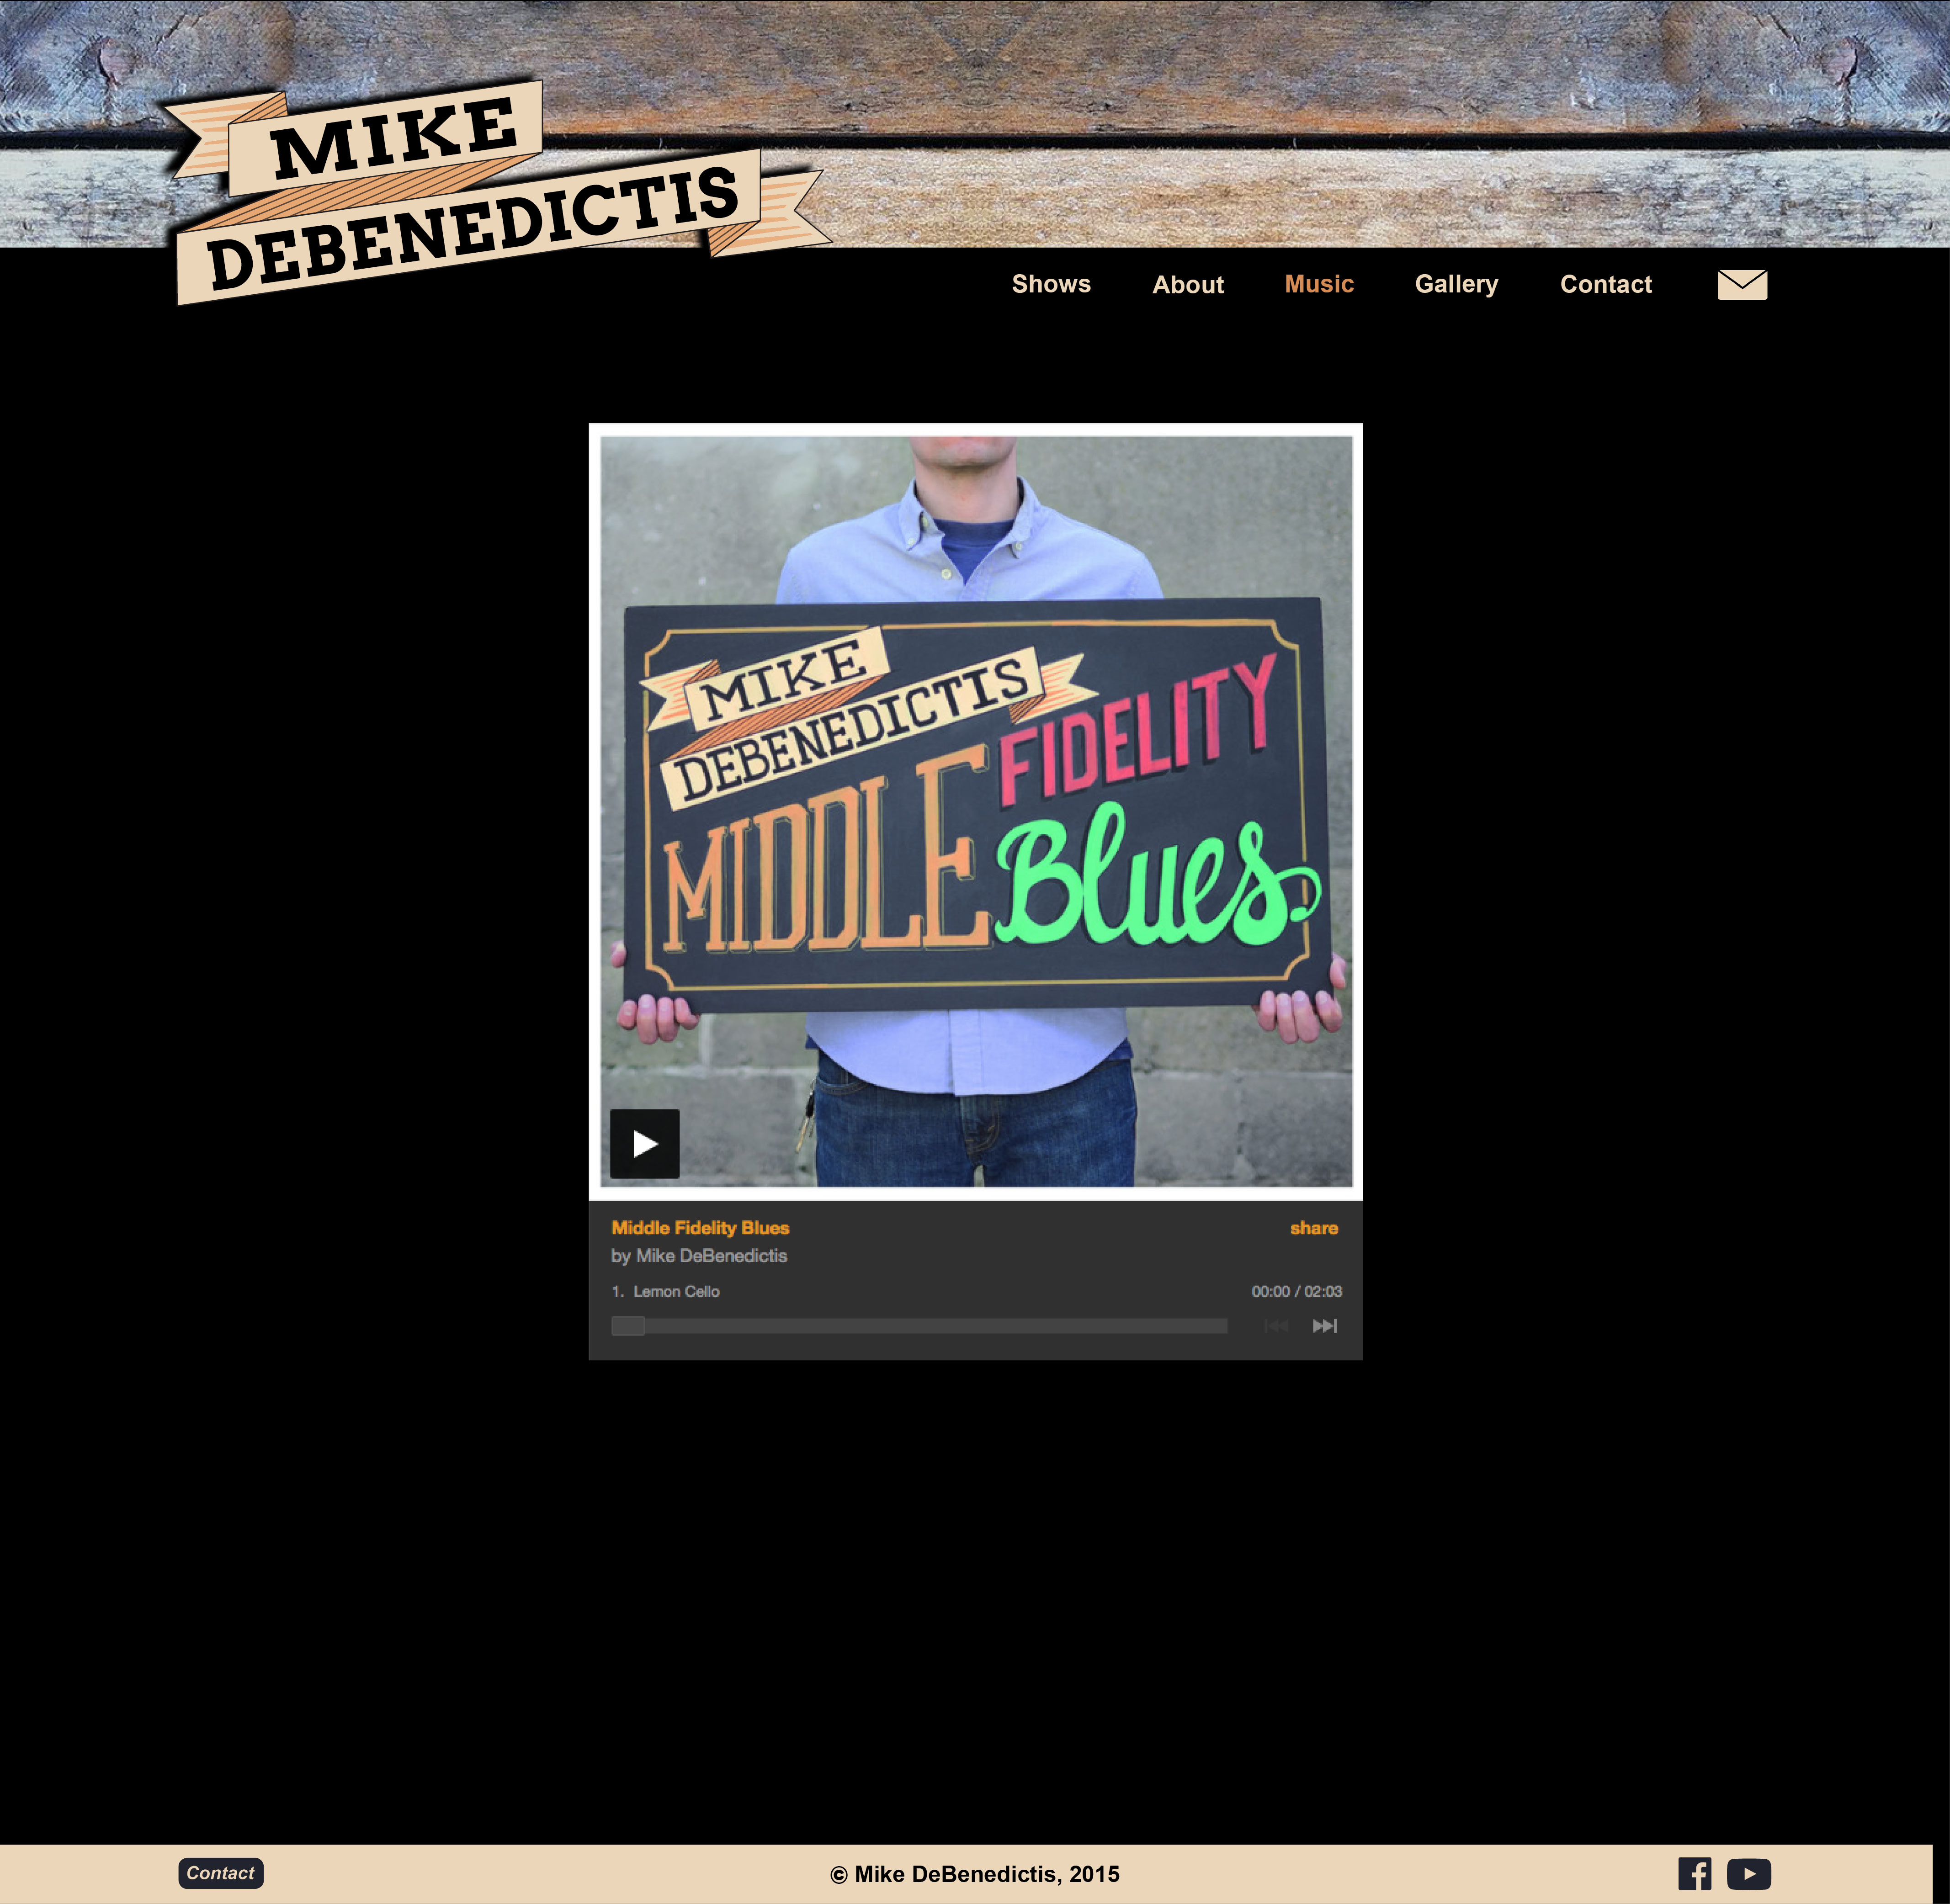 MIKE
DEBENEDICTIS
Shows About Music Gallery Contact
MIKE
DEBENEDICTIS
MIDDLE FIDELITY
Blues
Middle Fidelity Blues share
by Mike DeBenedictis
1. Lemon Cello 00:00 / 02:03
Contact © Mike DeBenedictis, 2015